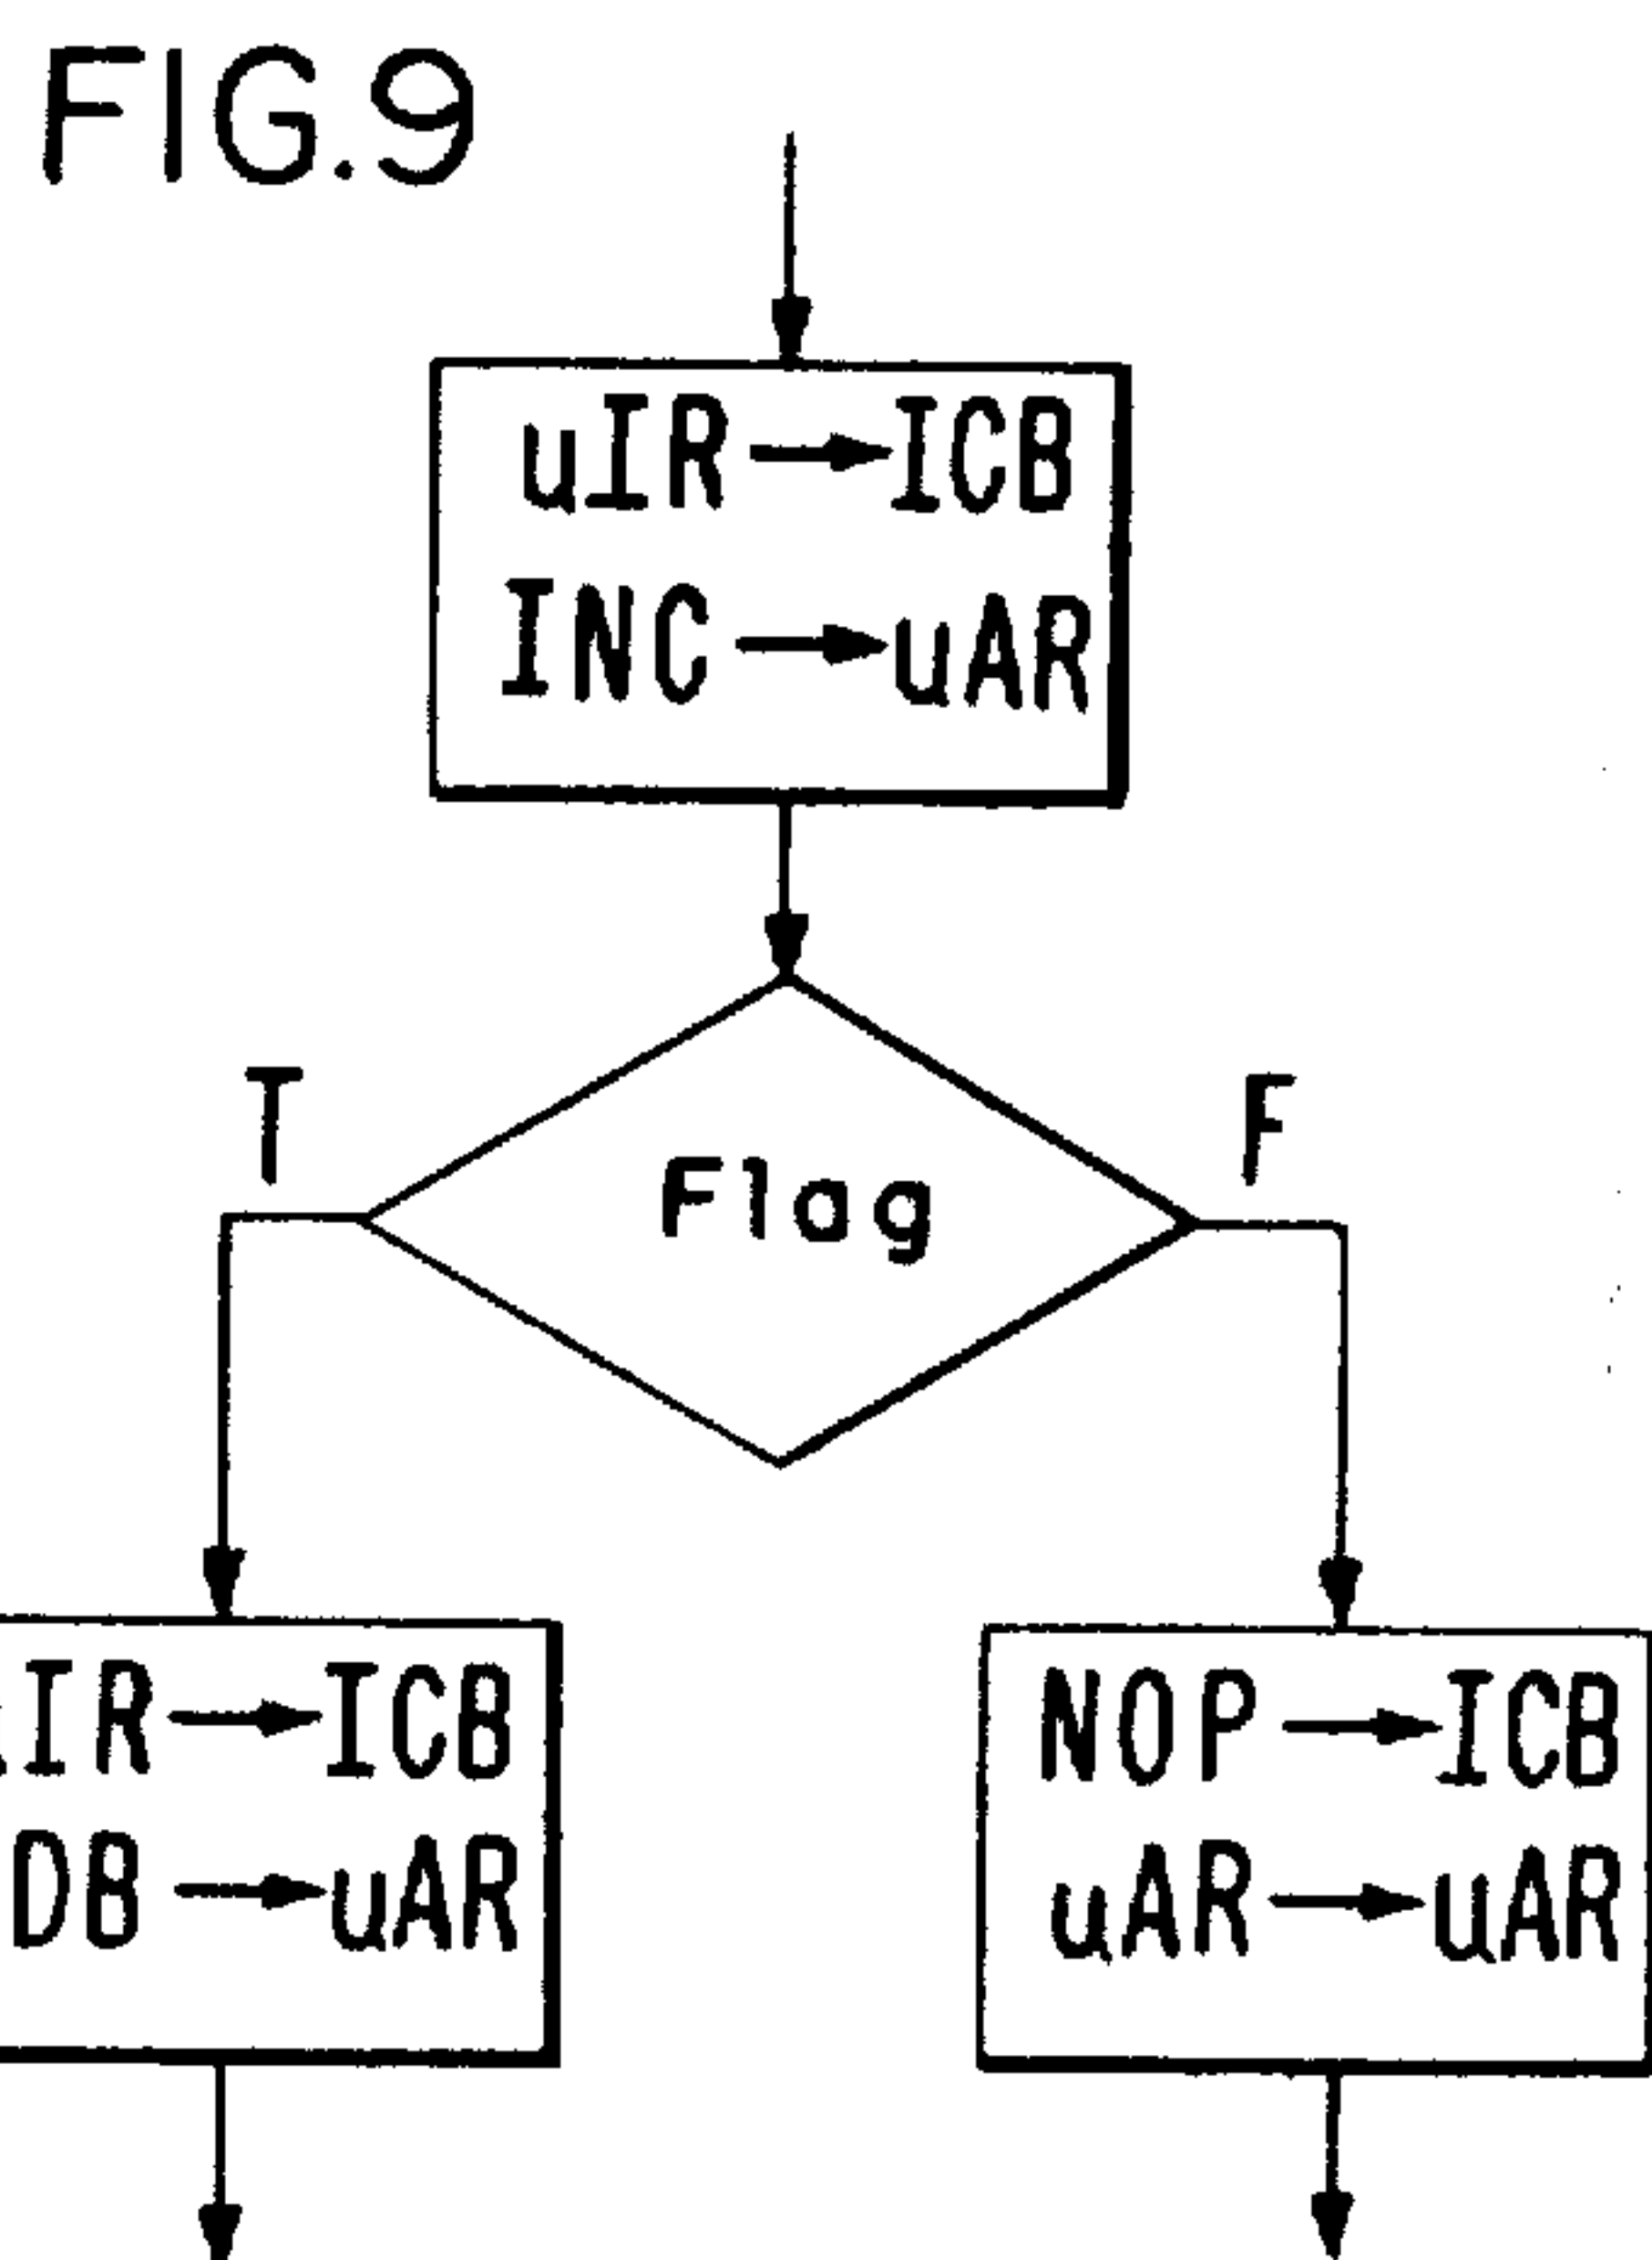 FIG.9
uIR→ICB
INC→uAR
T
F
Flag
IR→ICB
DB→uAR
NOP→ICB
uAR→uAR